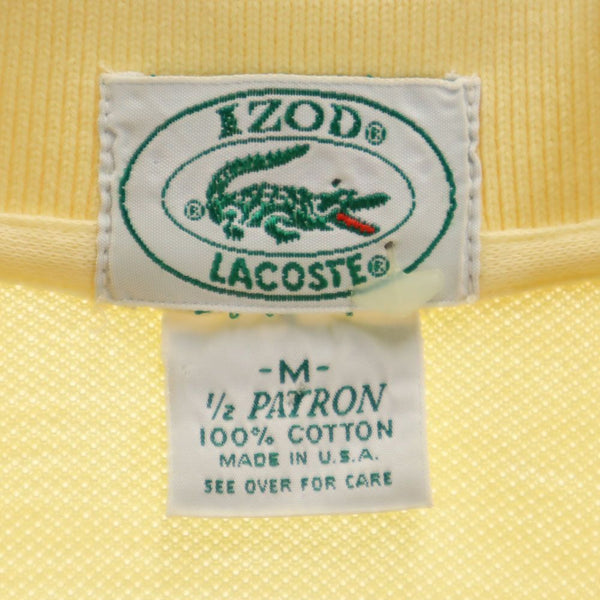 IZOD®
®
LACOSTE®
-M-
1/2 PATRON
100% COTTON
MADE IN U.S.A.
SEE OVER FOR CARE